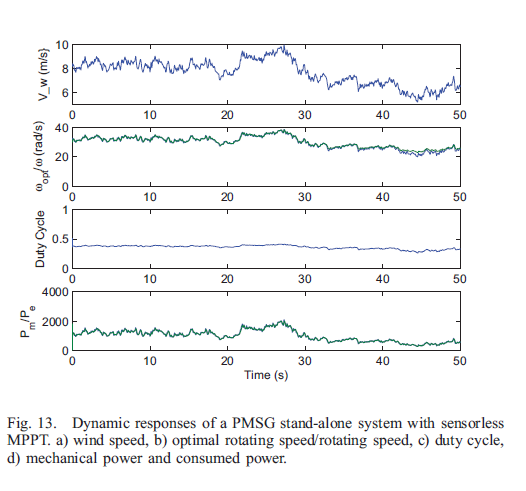 10
8
6
V_w (m/s)
0 10 20 30 40 50
40
20
0
ωopt/ω (rad/s)
0 10 20 30 40 50
1
0.5
0
Duty Cycle
0 10 20 30 40 50
4000
2000
0
Pm/Pe
0 10 20 30 40 50
Time (s)
Fig. 13. Dynamic responses of a PMSG stand-alone system with sensorless
MPPT. a) wind speed, b) optimal rotating speed/rotating speed, c) duty cycle,
d) mechanical power and consumed power.